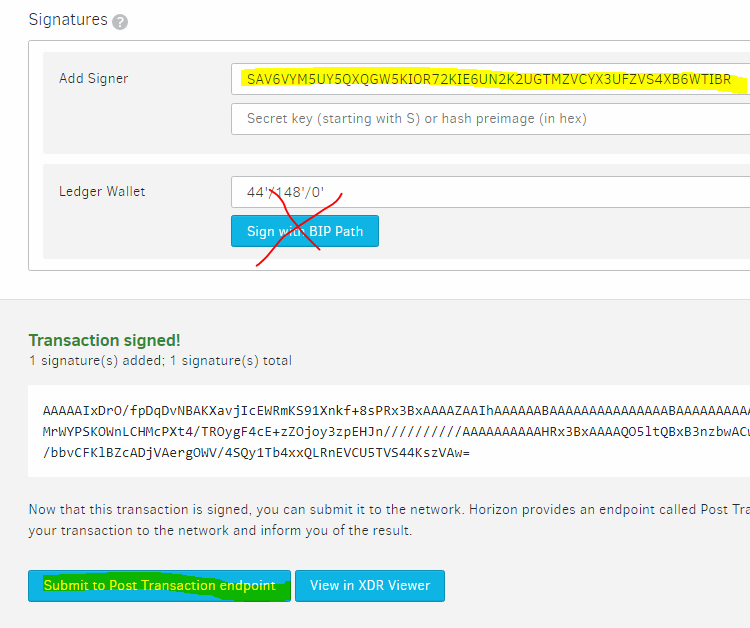 Signatures ?
Add Signer
SAV6VYM5UY5QXQGW5KIOR72KIE6UN2K2UGTMZVCYX3UFZVS4XB6WTIBR
Secret key (starting with S) or hash preimage (in hex)
Ledger Wallet
44'/148'/0'
Sign with BIP Path
Transaction signed!
1 signature(s) added; 1 signature(s) total
AAAAAIxDrO/fpDqDvNBAKXavjIcEWRmKS91Xnkf+8sPRx3BxAAAAZAAIhAAAAAABAAAAAAAAAAAAAAABAAAAAAAAA
MrWYPSKOWnLCHMcPXt4/TROygF4cE+zZOjoy3zpEHJn//////////AAAAAAAAAAHRx3BxAAAAQO5ltQBxB3nzbwACw
/bbvCFKlBZcADjVAergOWV/4SQy1Tb4xxQLRnEVCU5TVS44KszVAw=
Now that this transaction is signed, you can submit it to the network. Horizon provides an endpoint called Post Tra
your transaction to the network and inform you of the result.
Submit to Post Transaction endpoint
View in XDR Viewer